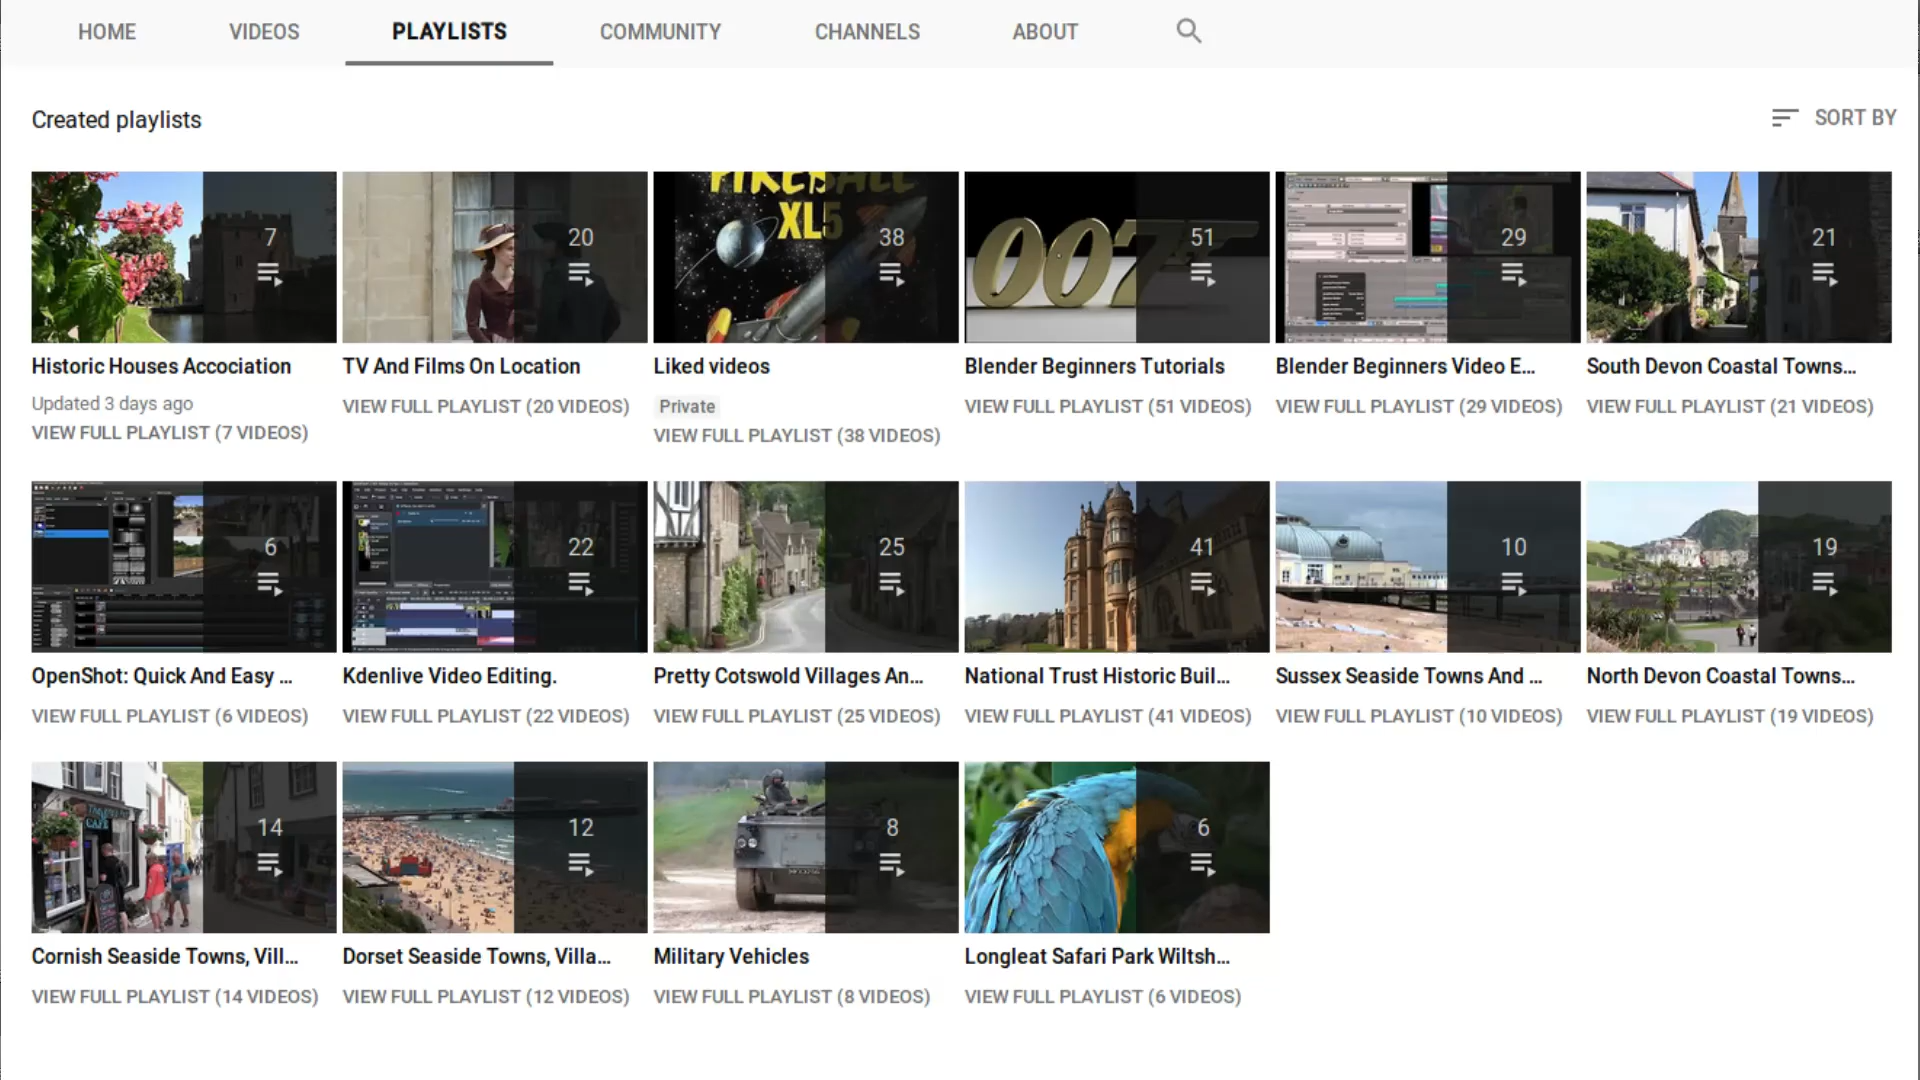 HOME VIDEOS PLAYLISTS COMMUNITY CHANNELS ABOUT
Created playlists SORT BY
7 20 38 51 29 21
FIREBALL
XL5
007
Historic Houses Accociation
Updated 3 days ago
VIEW FULL PLAYLIST (7 VIDEOS)
TV And Films On Location
VIEW FULL PLAYLIST (20 VIDEOS)
Liked videos
Private
VIEW FULL PLAYLIST (38 VIDEOS)
Blender Beginners Tutorials
VIEW FULL PLAYLIST (51 VIDEOS)
Blender Beginners Video E...
VIEW FULL PLAYLIST (29 VIDEOS)
South Devon Coastal Towns...
VIEW FULL PLAYLIST (21 VIDEOS)
6 22 25 41 10 19
OpenShot: Quick And Easy ...
VIEW FULL PLAYLIST (6 VIDEOS)
Kdenlive Video Editing.
VIEW FULL PLAYLIST (22 VIDEOS)
Pretty Cotswold Villages An...
VIEW FULL PLAYLIST (25 VIDEOS)
National Trust Historic Buil...
VIEW FULL PLAYLIST (41 VIDEOS)
Sussex Seaside Towns And ...
VIEW FULL PLAYLIST (10 VIDEOS)
North Devon Coastal Towns...
VIEW FULL PLAYLIST (19 VIDEOS)
14 12 8 6
CAFE
Cornish Seaside Towns, Vill...
VIEW FULL PLAYLIST (14 VIDEOS)
Dorset Seaside Towns, Villa...
VIEW FULL PLAYLIST (12 VIDEOS)
Military Vehicles
VIEW FULL PLAYLIST (8 VIDEOS)
Longleat Safari Park Wiltsh...
VIEW FULL PLAYLIST (6 VIDEOS)